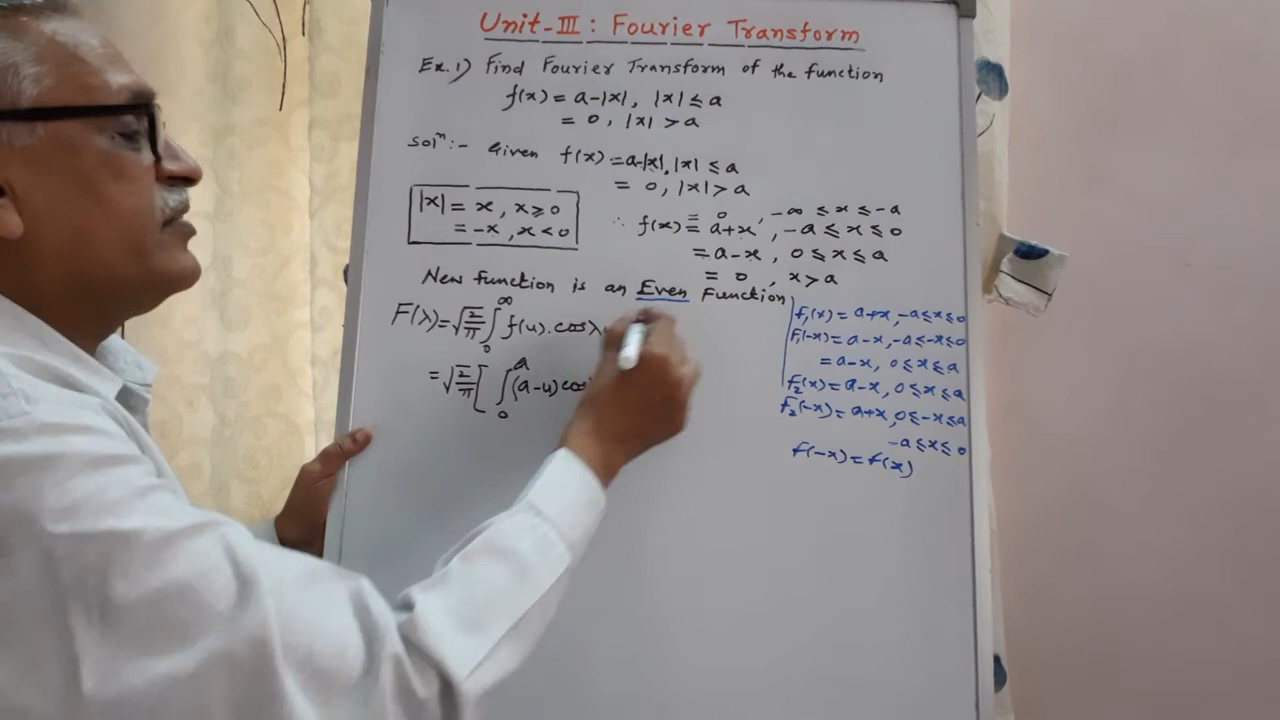 Unit-III : Fourier Transform
Ex.1) Find Fourier Transform of the function
f(x) = a-|x|, |x| ≤ a
= 0, |x| > a
Solⁿ:- Given f(x) = a-|x|, |x| ≤ a
= 0, |x| > a
|x| = x, x ≥ 0
= -x, x < 0
= 0, -∞ ≤ x ≤ -a
∴ f(x) = a+x, -a ≤ x ≤ 0
= a-x, 0 ≤ x ≤ a
= 0, x > a
New function is an Even Function
F(λ) = √2/π ∫₀^∞ f(u). cosλ
= √2/π [ ∫₀^a (a-u) cos
f₁(x) = a+x, -a≤x≤0
f₁(-x) = a-x, -a≤-x≤0
= a-x, 0≤x≤a
f₂(x) = a-x, 0≤x≤a
f₂(-x) = a+x, 0≤-x≤a
-a≤x≤0
f(-x) = f(x)